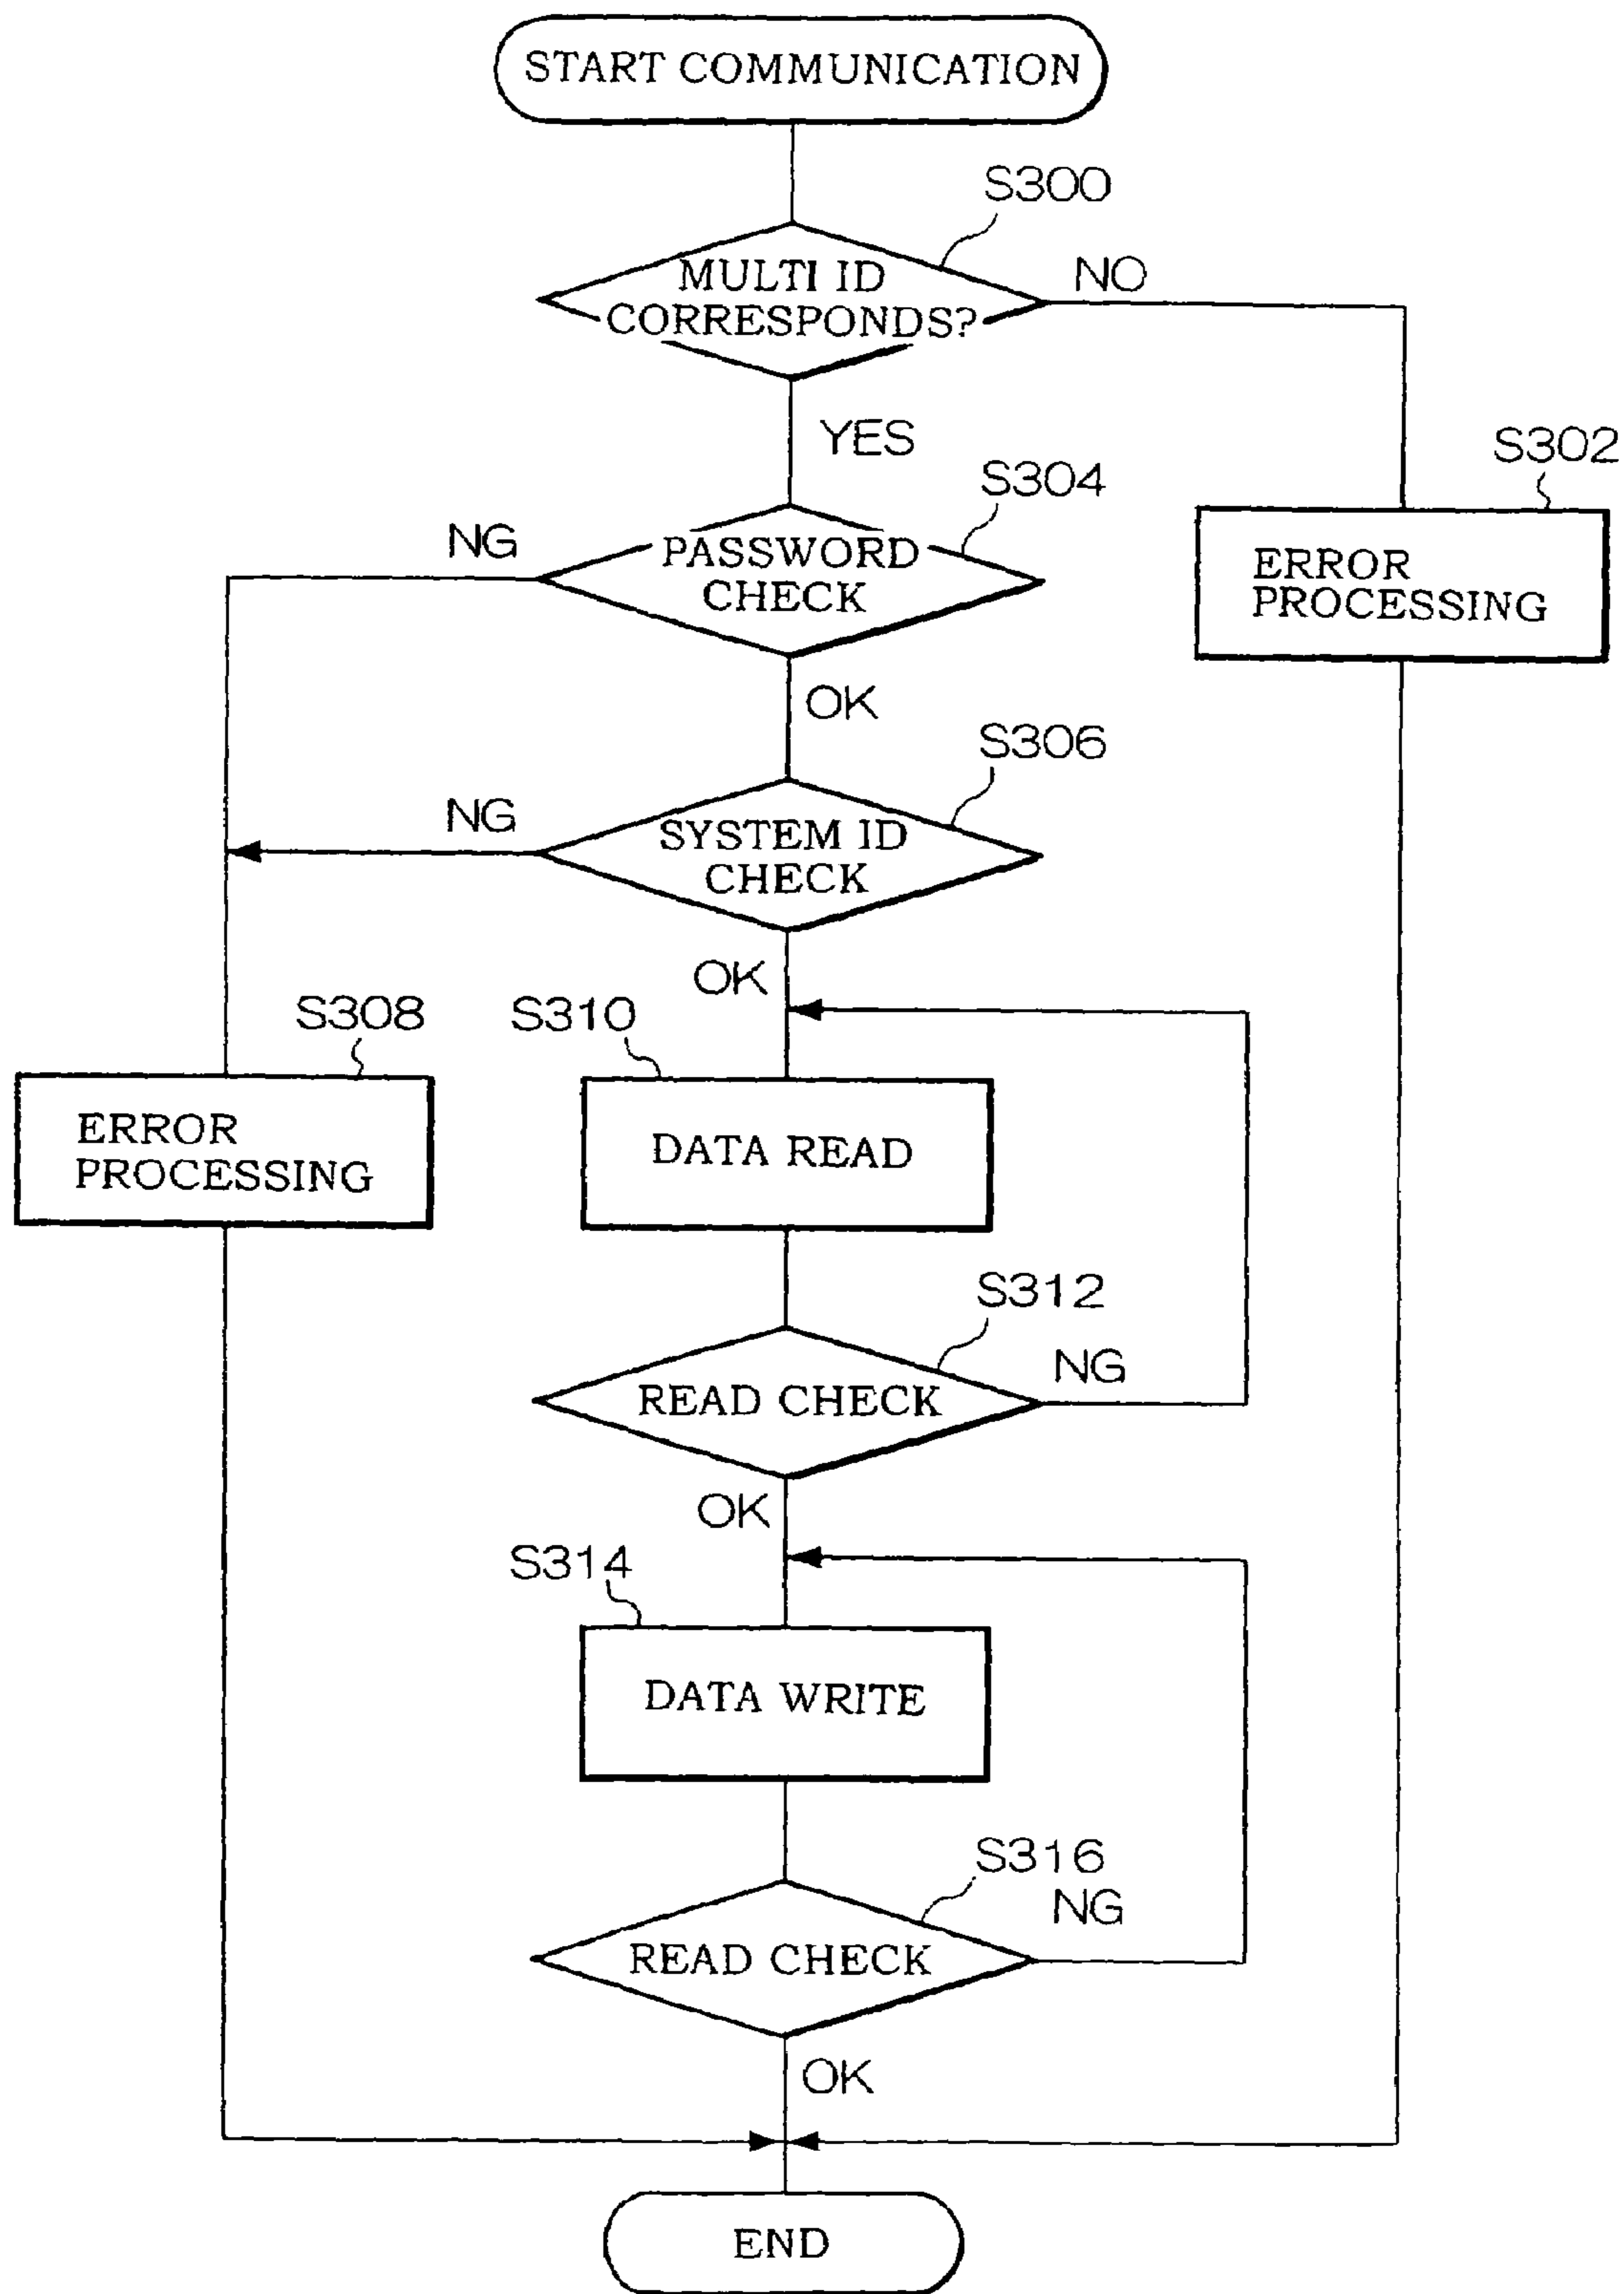 START COMMUNICATION
S300
MULTI ID
CORRESPONDS?
NO
YES
S302
ERROR
PROCESSING
S304
NG
PASSWORD
CHECK
OK
S306
NG
SYSTEM ID
CHECK
OK
S308
ERROR
PROCESSING
S310
DATA READ
S312
NG
READ CHECK
OK
S314
DATA WRITE
S316
NG
READ CHECK
OK
END